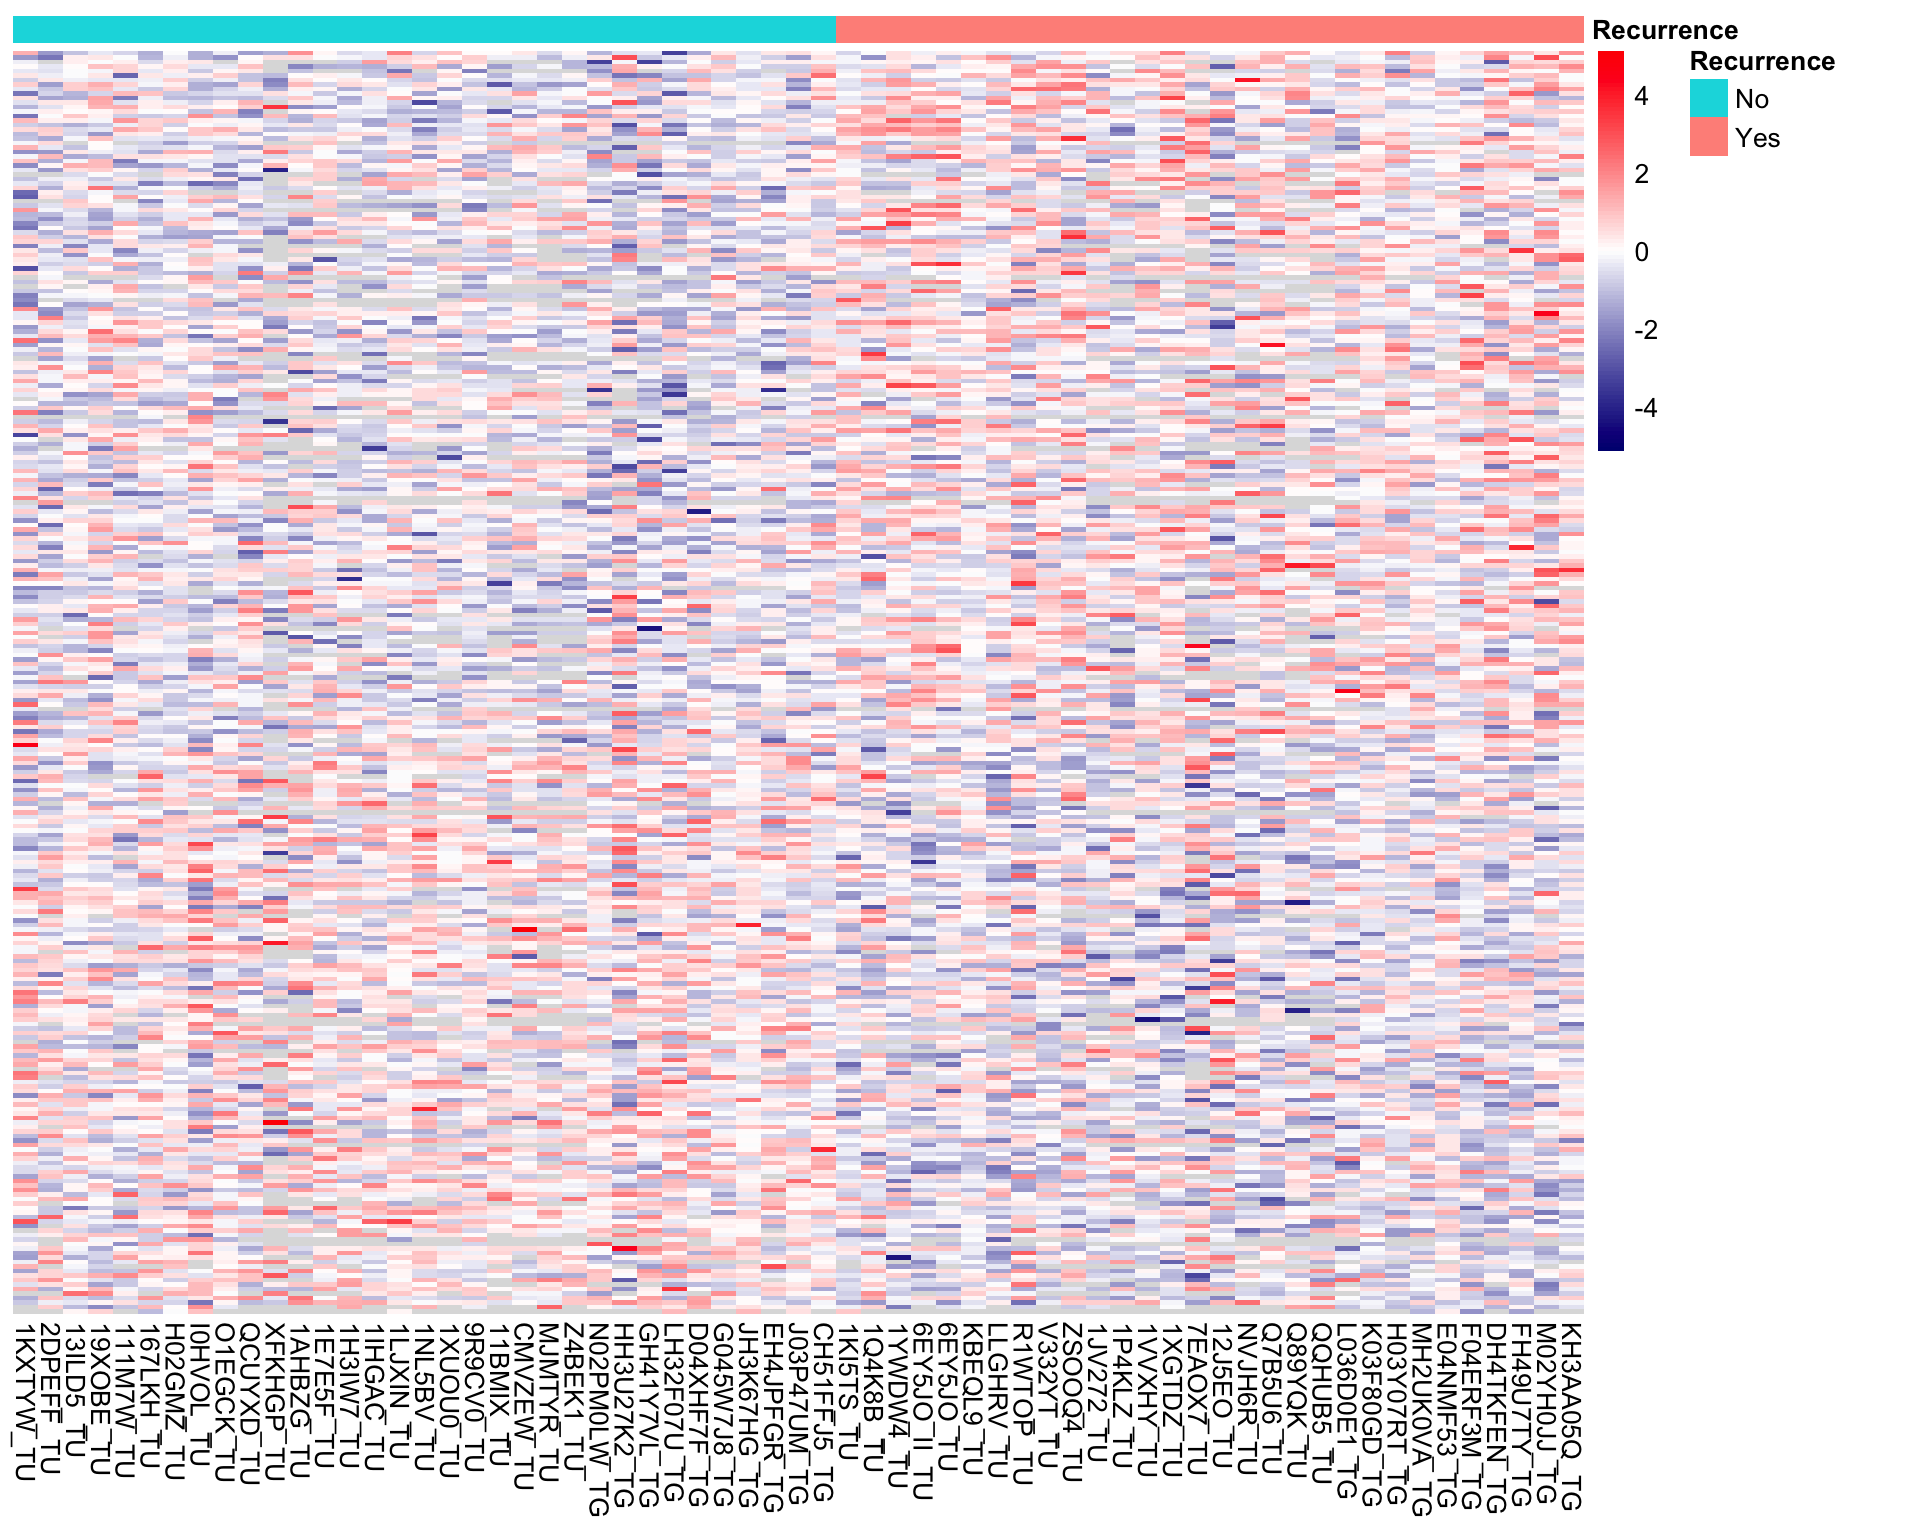 Recurrence
4
2
0
-2
-4
Recurrence
No
Yes
1KXTYW_TU
2DPEFF_TU
13ILD5_TU
19XOBE_TU
111M7W_TU
167LKH_TU
H02GMZ_TU
I0HVOL_TU
O1EGCK_TU
QCUYXD_TU
XFKHGP_TU
1AHBZG_TU
1E7E5F_TU
1H3IW7_TU
1IHGAC_TU
1LJXIN_TU
1NL5BV_TU
1XUOU0_TU
9R9CV0_TU
11BMIX_TU
CMVZEW_TU
MJMTYR_TU
Z4BEK1_TU
N02PM0LW_TG
HH3U27K2_TG
GH41Y7VL_TG
LH32F07U_TG
D04XHF7F_TG
G045W7J8_TG
JH3K67HG_TG
EH4JPFGR_TG
J03P47UM_TG
CH51FFJ5_TG
1KI5TS_TU
1Q4K8B_TU
1YWDW4_TU
6EY5JO_II_TU
6EY5JO_TU
KBEQL9_TU
LLGHRV_TU
R1WTOP_TU
V332YT_TU
ZSOOQ4_TU
1JV272_TU
1P4KLZ_TU
1VVXHY_TU
1XGTDZ_TU
7EAOX7_TU
12J5EO_TU
NVJH6R_TU
Q7B5U6_TU
Q89YQK_TU
QQHUB5_TU
L036D0E1_TG
K03F80GD_TG
H03Y07RT_TG
MH2UK0VA_TG
E04NMF53_TG
F04ERF3M_TG
DH4TKFEN_TG
FH49U7TY_TG
M02YH0JJ_TG
KH3AA05Q_TG